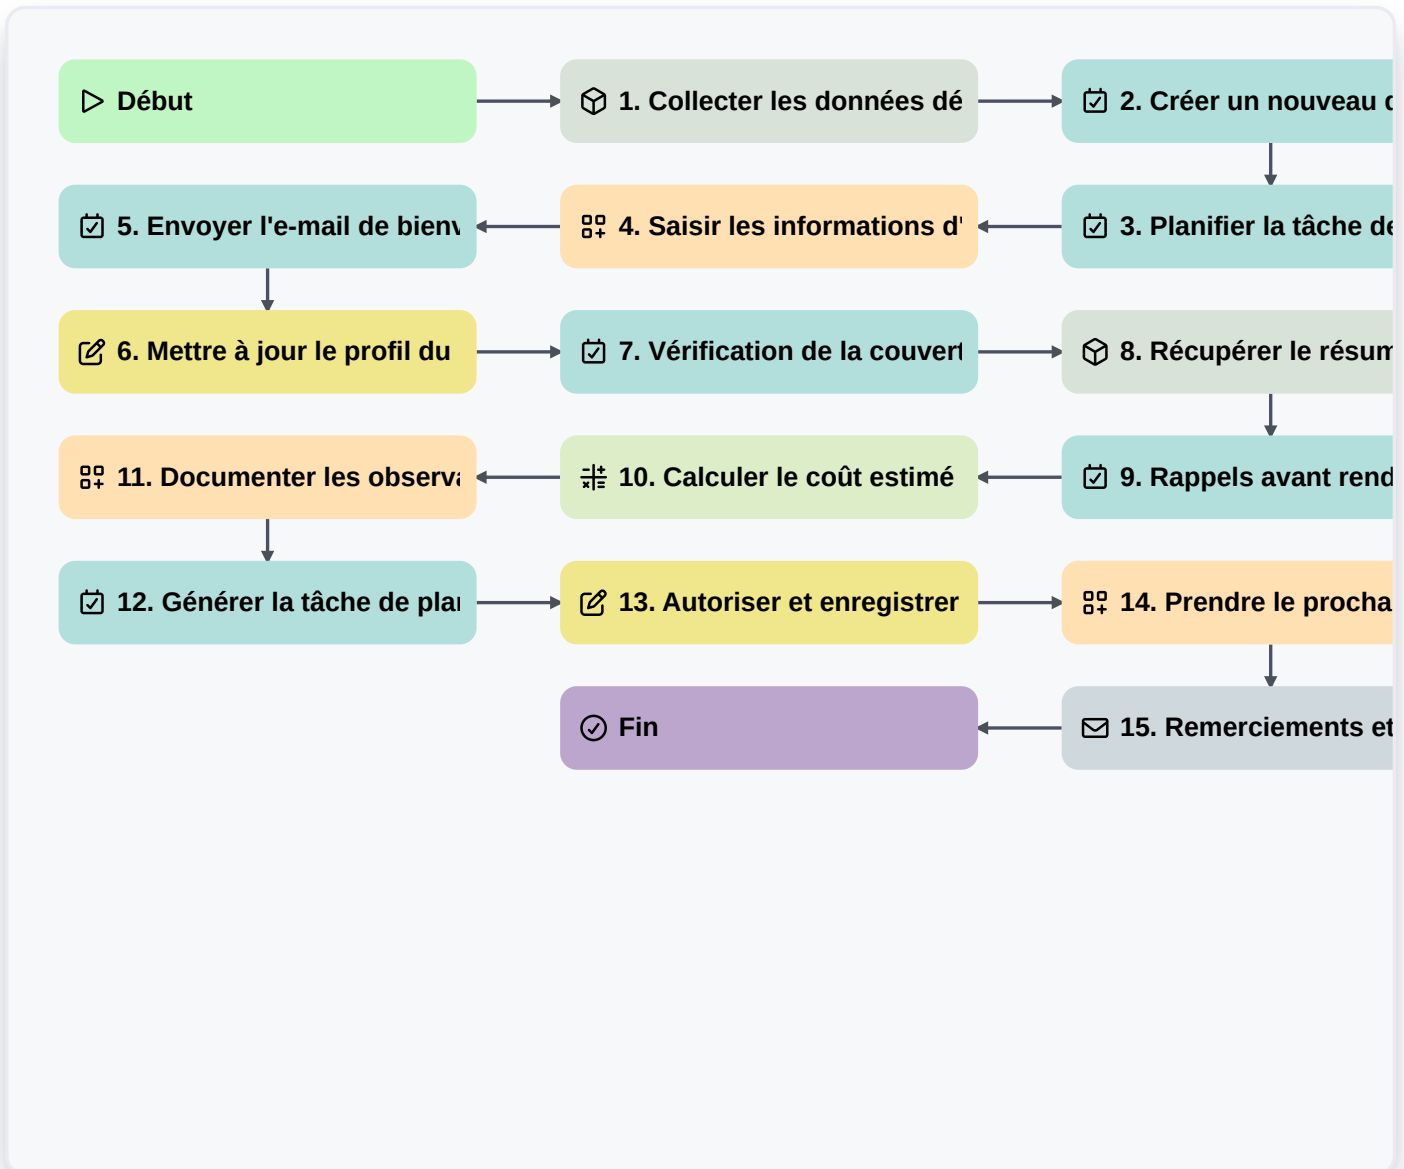 Début
1. Collecter les données dé
2. Créer un nouveau
5. Envoyer l'e-mail de bienv
4. Saisir les informations d'
3. Planifier la tâche de
6. Mettre à jour le profil du
7. Vérification de la couvert
8. Récupérer le résum
11. Documenter les observa
10. Calculer le coût estimé
9. Rappels avant rend
12. Générer la tâche de plan
13. Autoriser et enregistrer
14. Prendre le procha
Fin
15. Remerciements et